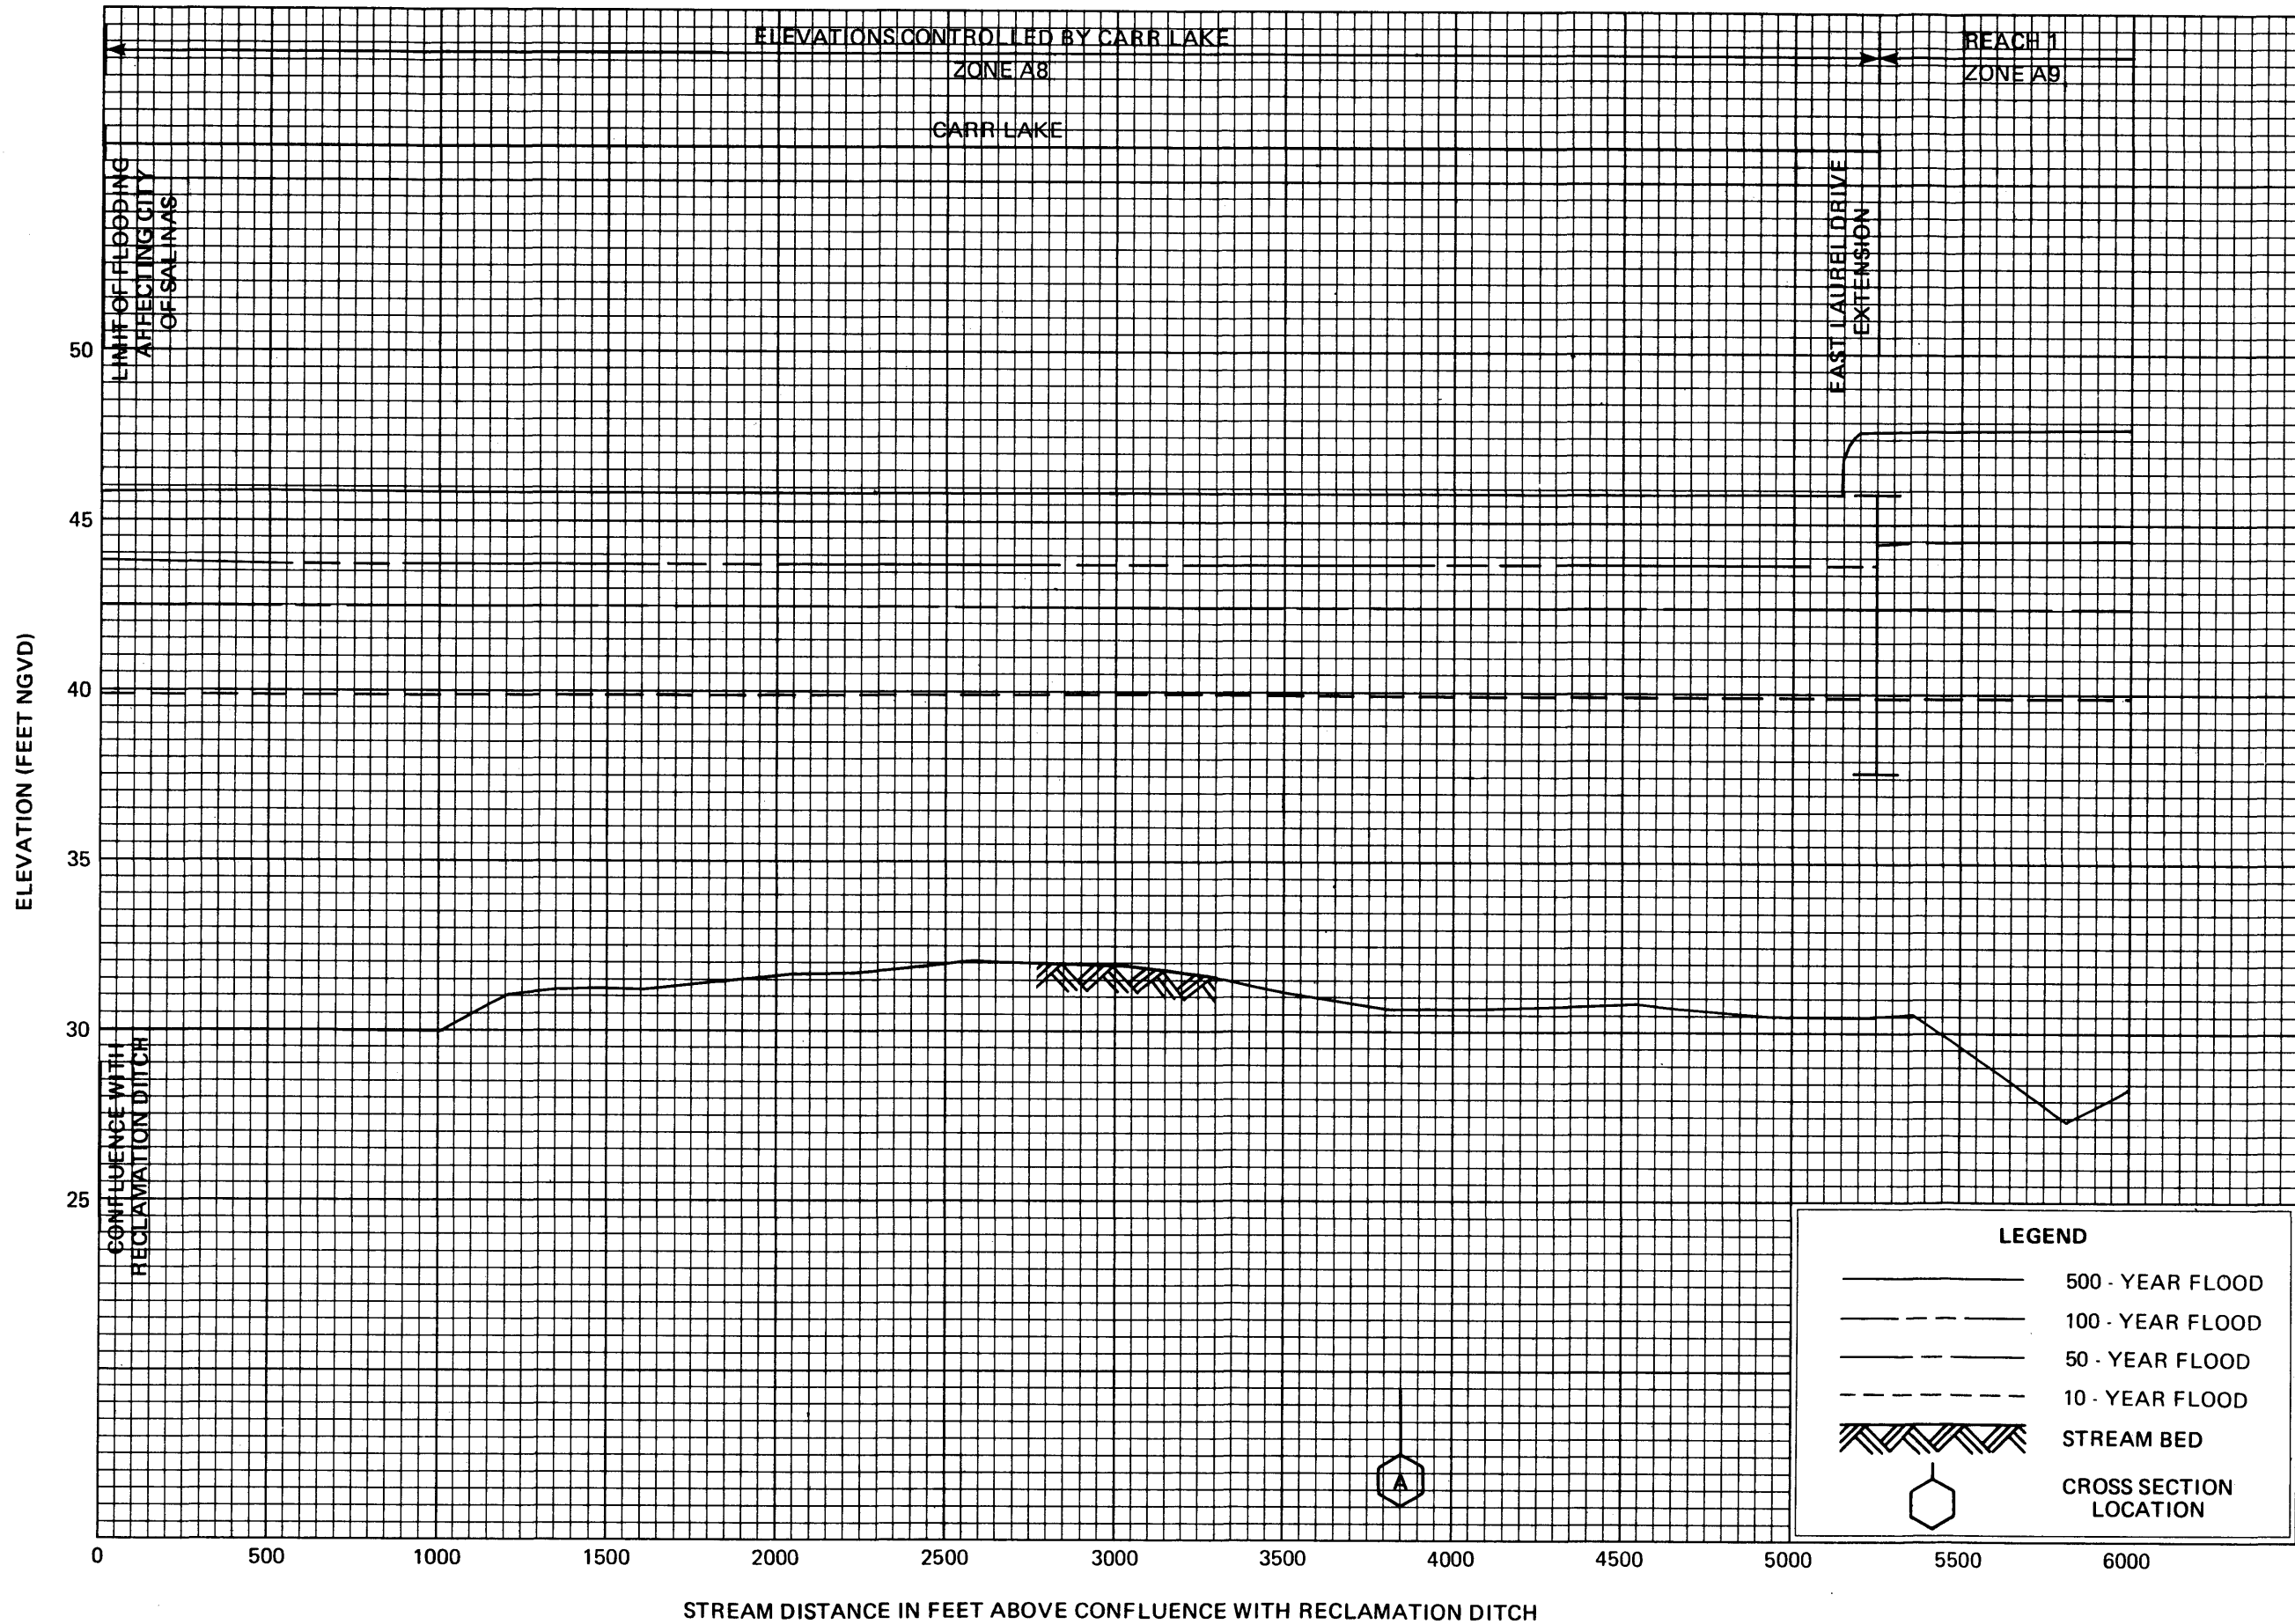 ELEVATIONS CONTROLLED BY CARR LAKE
ZONE A8
REACH 1
ZONE A9
CARR LAKE
LIMIT OF FLOODING
AFFECTING CITY
OF SALINAS
EAST LAUREL DRIVE
EXTENSION
ELEVATION (FEET NGVD)
50
45
40
35
30
25
CONFLUENCE WITH
RECLAMATION DITCH
A
LEGEND
500 - YEAR FLOOD
100 - YEAR FLOOD
50 - YEAR FLOOD
10 - YEAR FLOOD
STREAM BED
CROSS SECTION
LOCATION
0 500 1000 1500 2000 2500 3000 3500 4000 4500 5000 5500 6000
STREAM DISTANCE IN FEET ABOVE CONFLUENCE WITH RECLAMATION DITCH